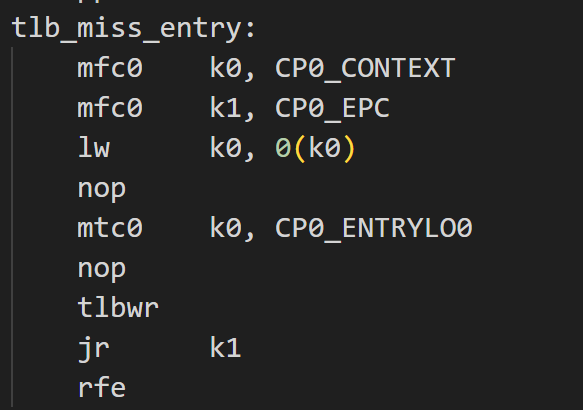 tlb_miss_entry:
mfc0 k0, CP0_CONTEXT
mfc0 k1, CP0_EPC
lw k0, 0(k0)
nop
mtc0 k0, CP0_ENTRYLO0
nop
tlbwr
jr k1
rfe